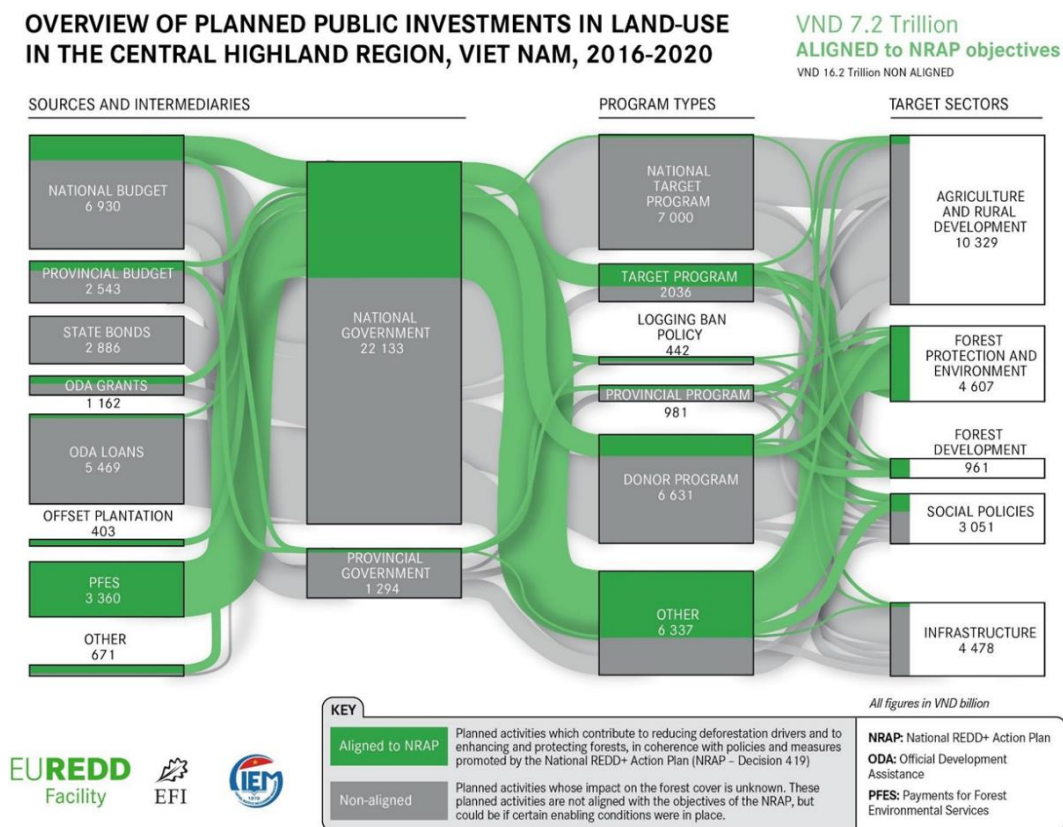 OVERVIEW OF PLANNED PUBLIC INVESTMENTS IN LAND-USE
IN THE CENTRAL HIGHLAND REGION, VIET NAM, 2016-2020
VND 7.2 Trillion
ALIGNED to NRAP objectives
VND 16.2 Trillion NON ALIGNED
SOURCES AND INTERMEDIARIES
PROGRAM TYPES
TARGET SECTORS
NATIONAL BUDGET
6 930
PROVINCIAL BUDGET
2 543
STATE BONDS
2 886
ODA GRANTS
1 162
ODA LOANS
5 469
OFFSET PLANTATION
403
PFES
3 360
OTHER
671
NATIONAL
GOVERNMENT
22 133
PROVINCIAL
GOVERNMENT
1 294
NATIONAL
TARGET
PROGRAM
7 000
TARGET PROGRAM
2036
LOGGING BAN
POLICY
442
PROVINCIAL PROGRAM
981
DONOR PROGRAM
6 631
OTHER
6 337
AGRICULTURE
AND RURAL
DEVELOPMENT
10 329
FOREST
PROTECTION AND
ENVIRONMENT
4 607
FOREST
DEVELOPMENT
961
SOCIAL POLICIES
3 051
INFRASTRUCTURE
4 478
KEY
Aligned to NRAP
Planned activities which contribute to reducing deforestation drivers and to
enhancing and protecting forests, in coherence with policies and measures
promoted by the National REDD+ Action Plan (NRAP – Decision 419)
Non-aligned
Planned activities whose impact on the forest cover is unknown. These
planned activities are not aligned with the objectives of the NRAP, but
could be if certain enabling conditions were in place.
All figures in VND billion
NRAP: National REDD+ Action Plan
ODA: Official Development
Assistance
PFES: Payments for Forest
Environmental Services
EUREDD
Facility
EFI
CIEM